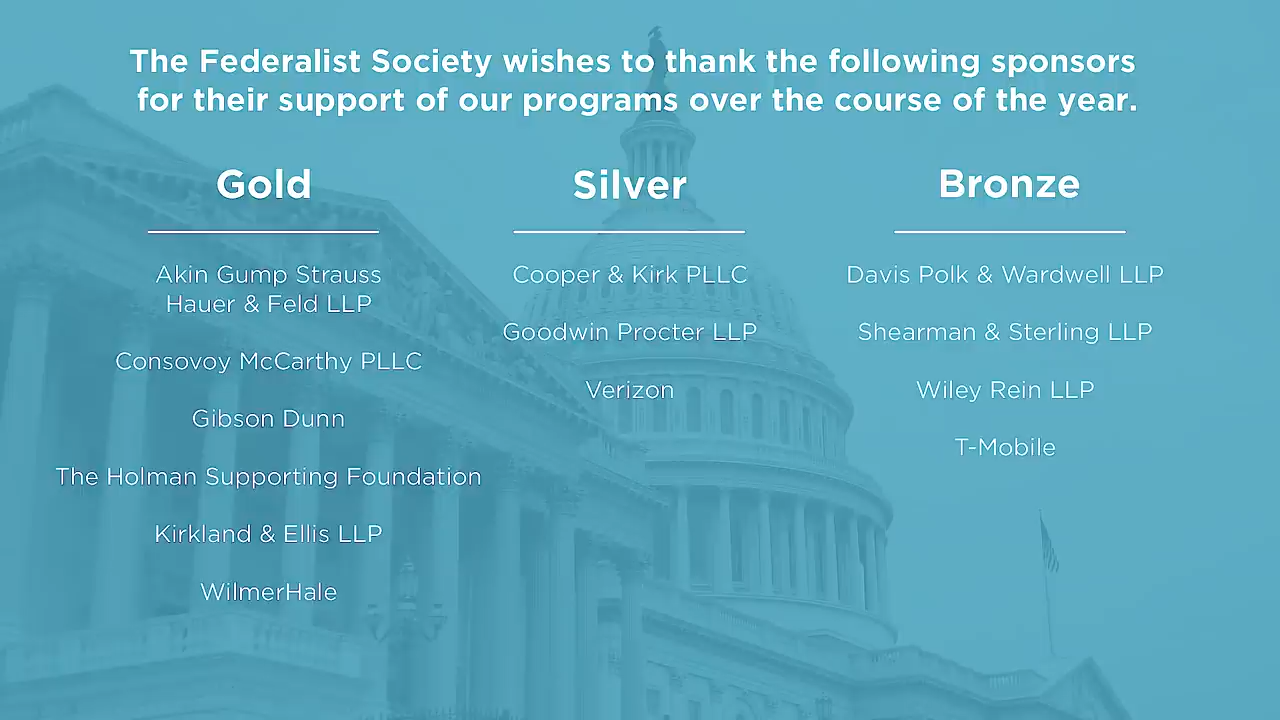 The Federalist Society wishes to thank the following sponsors
for their support of our programs over the course of the year.
Gold
Akin Gump Strauss
Hauer & Feld LLP
Consovoy McCarthy PLLC
Gibson Dunn
The Holman Supporting Foundation
Kirkland & Ellis LLP
WilmerHale
Silver
Cooper & Kirk PLLC
Goodwin Procter LLP
Verizon
Bronze
Davis Polk & Wardwell LLP
Shearman & Sterling LLP
Wiley Rein LLP
T-Mobile